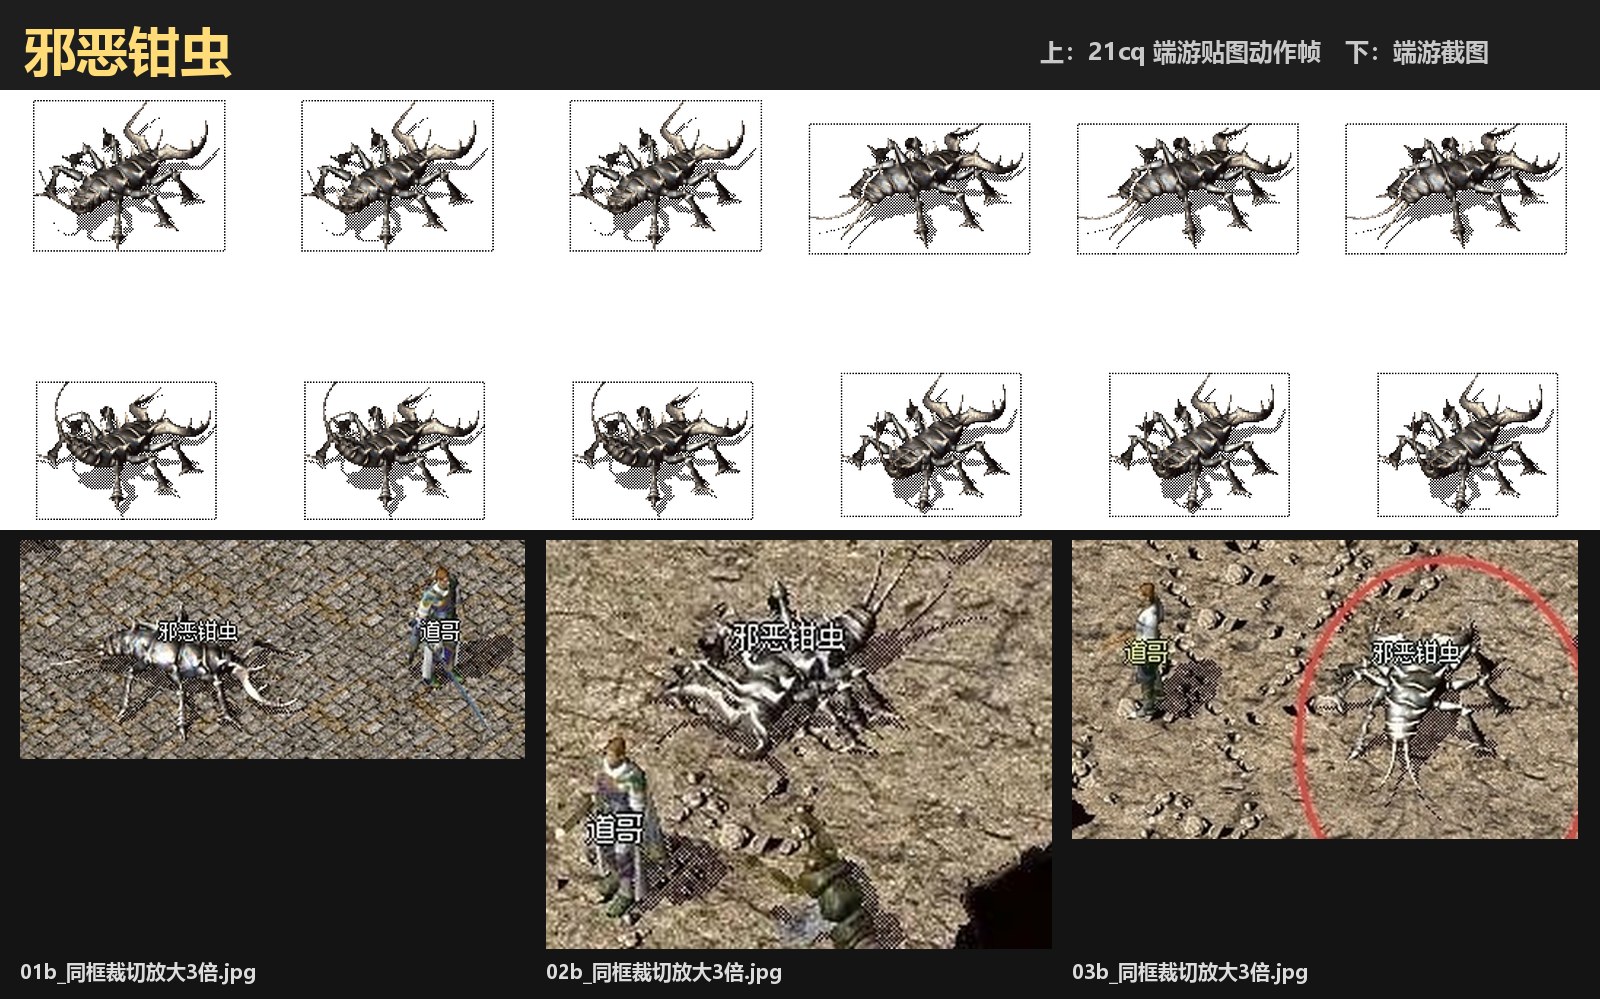 邪恶钳虫
上：21cq 端游贴图动作帧 下：端游截图
邪恶钳虫
道哥
邪恶钳虫
道哥
邪恶钳虫
道哥
01b_同框裁切放大3倍.jpg
02b_同框裁切放大3倍.jpg
03b_同框裁切放大3倍.jpg